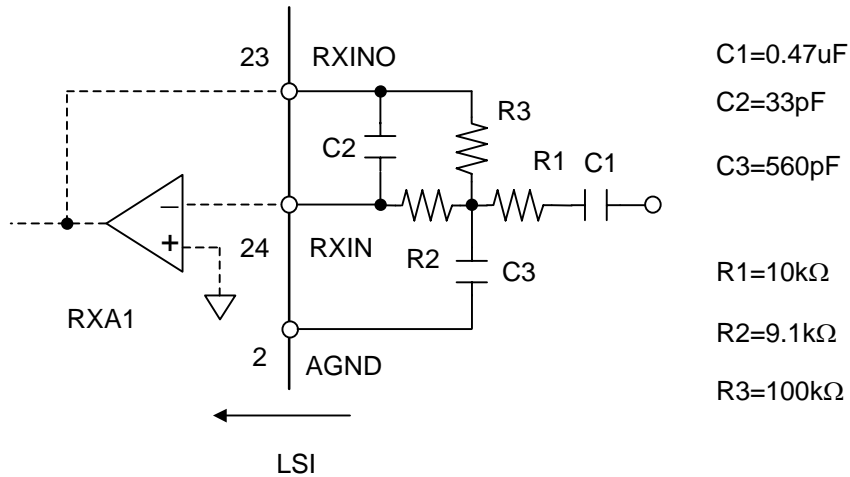 23 RXINO
C1=0.47uF
C2=33pF
R3
C2
R1 C1
C3=560pF
−
+
24 RXIN
R2 C3
R1=10kΩ
RXA1
R2=9.1kΩ
2 AGND
R3=100kΩ
LSI